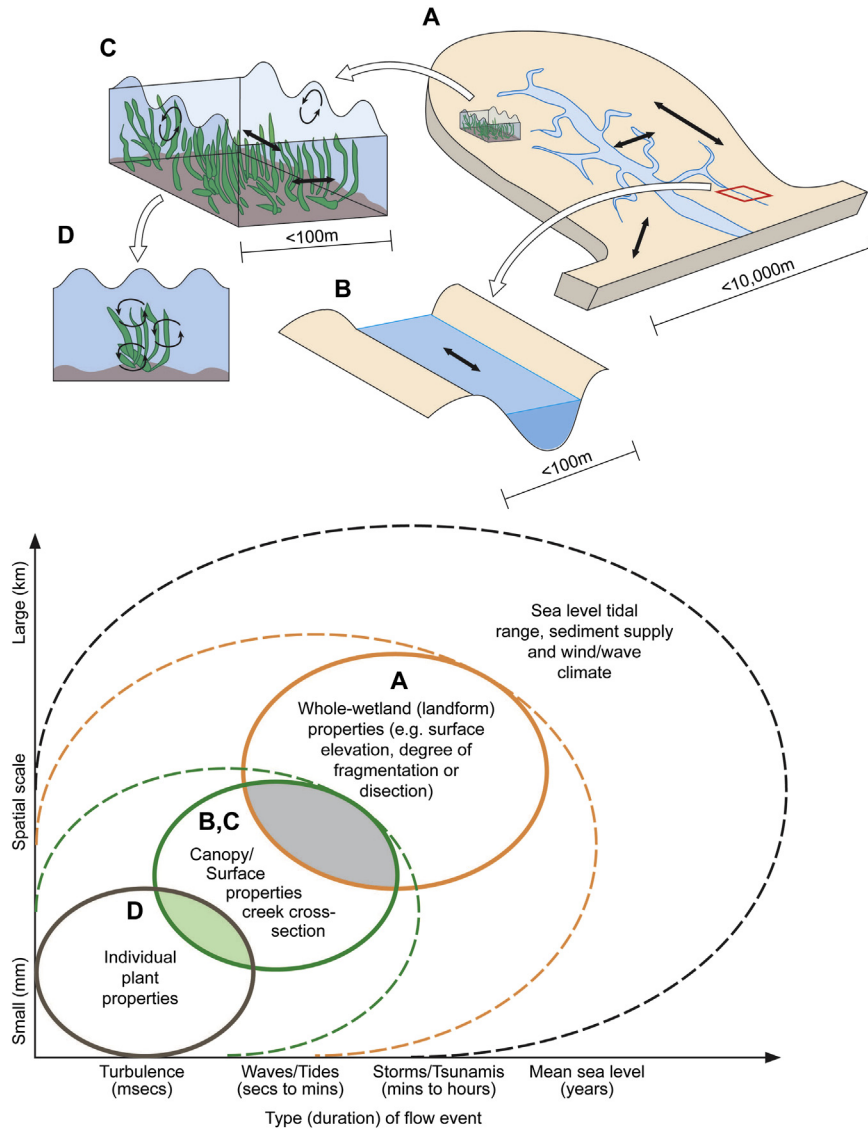 A
C
<100m
D
<10,000m
B
<100m
Large (km)
Spatial scale
Small (mm)
Sea level tidal
range, sediment supply
and wind/wave
climate
A
Whole-wetland (landform)
properties (e.g. surface
elevation, degree of
fragmentation or
disection)
B,C
Canopy/
Surface
properties
creek cross-
section
D
Individual
plant
properties
Turbulence
(msecs)
Waves/Tides
(secs to mins)
Storms/Tsunamis
(mins to hours)
Mean sea level
(years)
Type (duration) of flow event